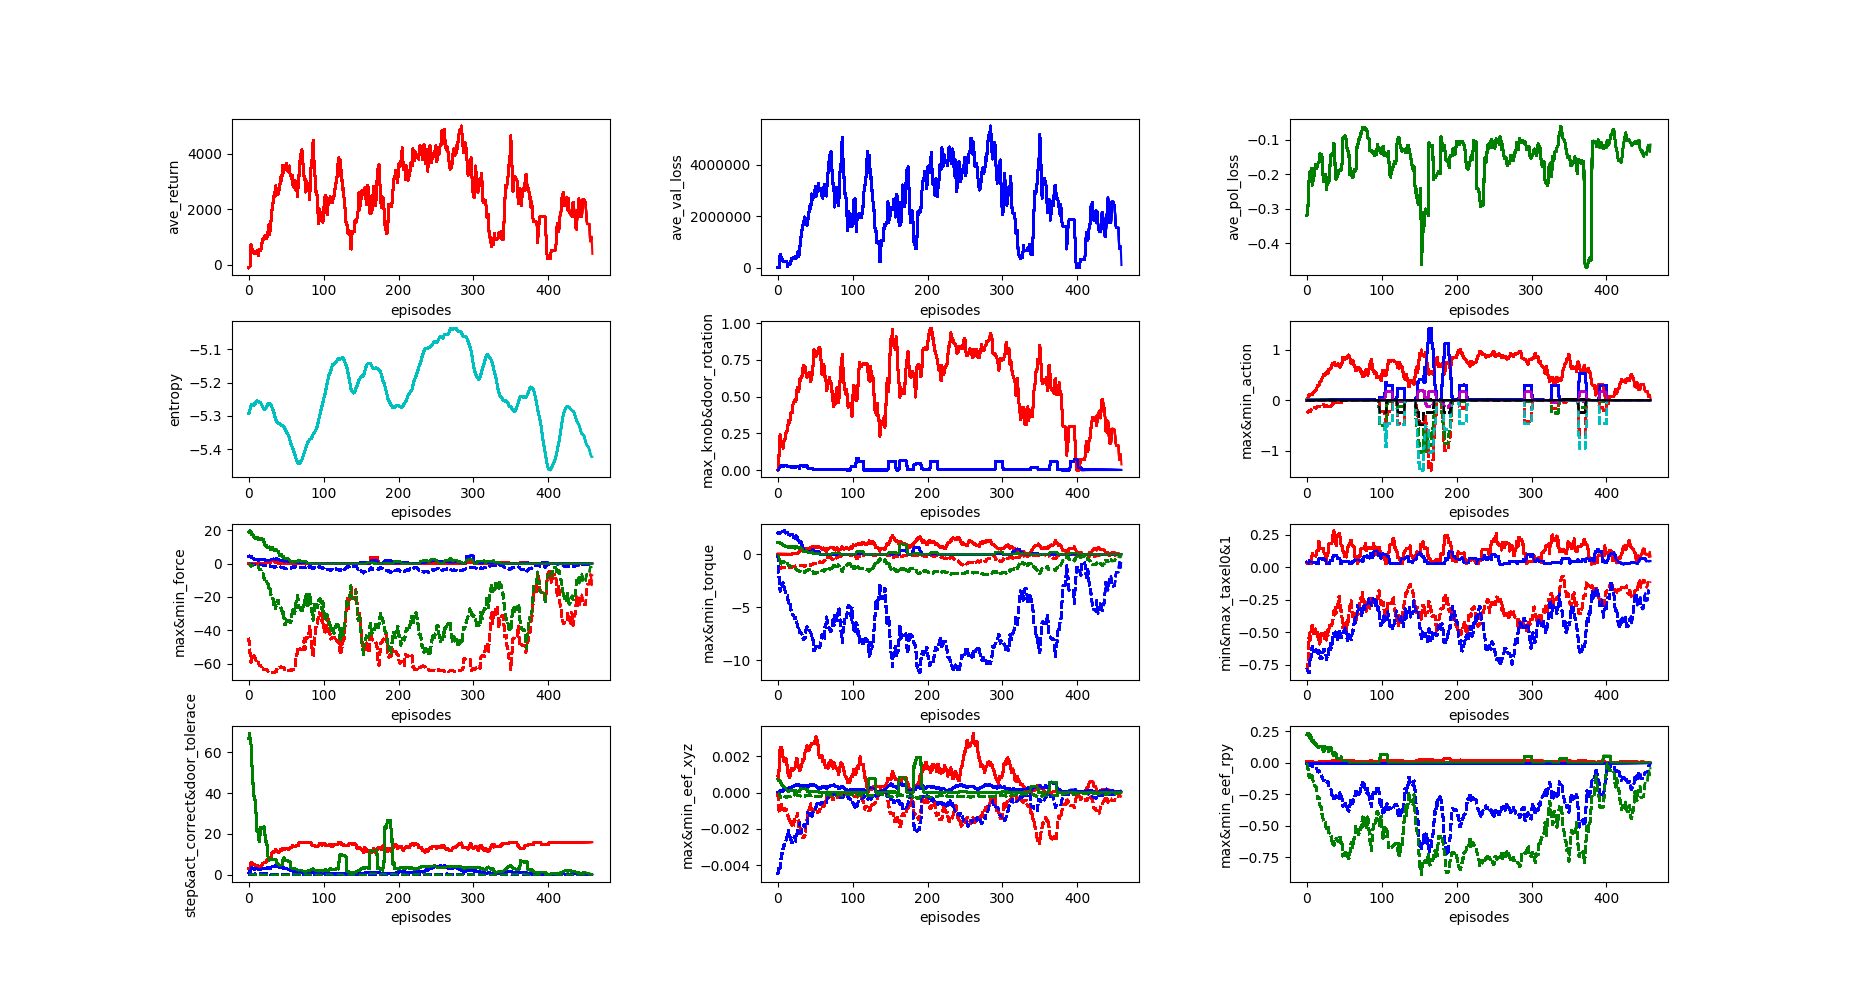 ave_return
4000
2000
0
0 100 200 300 400
episodes
ave_val_loss
4000000
2000000
0
0 100 200 300 400
episodes
ave_pol_loss
−0.1
−0.2
−0.3
−0.4
0 100 200 300 400
episodes
entropy
−5.1
−5.2
−5.3
−5.4
0 100 200 300 400
episodes
max_knob&door_rotation
1.00
0.75
0.50
0.25
0.00
0 100 200 300 400
episodes
max&min_action
1
0
−1
0 100 200 300 400
episodes
max&min_force
20
0
−20
−40
−60
0 100 200 300 400
episodes
max&min_torque
0
−5
−10
0 100 200 300 400
episodes
min&max_taxel0&1
0.25
0.00
−0.25
−0.50
−0.75
0 100 200 300 400
episodes
step&act_correct&door_tolerace
60
40
20
0
0 100 200 300 400
episodes
max&min_eef_xyz
0.002
0.000
−0.002
−0.004
0 100 200 300 400
episodes
max&min_eef_rpy
0.25
0.00
−0.25
−0.50
−0.75
0 100 200 300 400
episodes